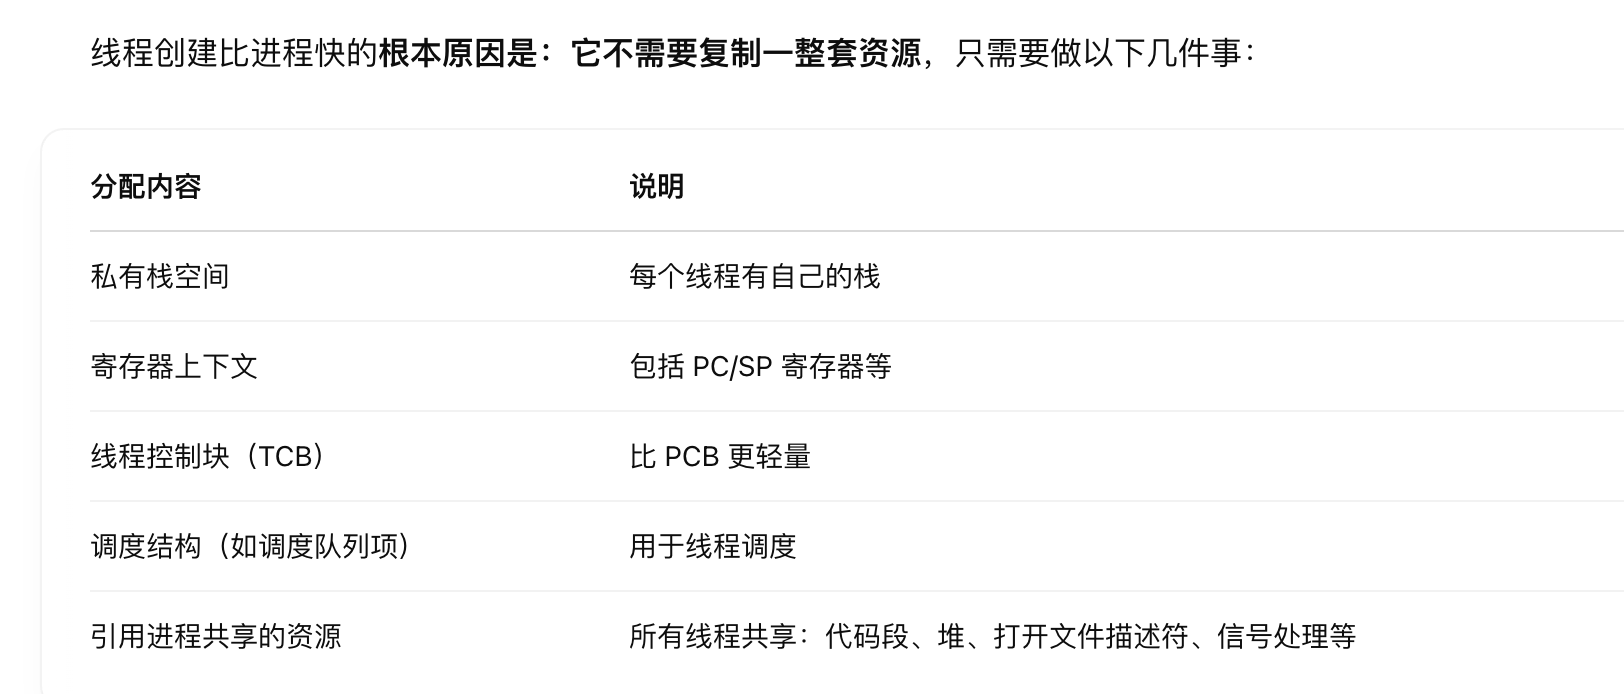 线程创建比进程快的根本原因是：它不需要复制一整套资源，只需要做以下几件事：
分配内容 说明
私有栈空间 每个线程有自己的栈
寄存器上下文 包括 PC/SP 寄存器等
线程控制块（TCB） 比 PCB 更轻量
调度结构（如调度队列项） 用于线程调度
引用进程共享的资源 所有线程共享：代码段、堆、打开文件描述符、信号处理等